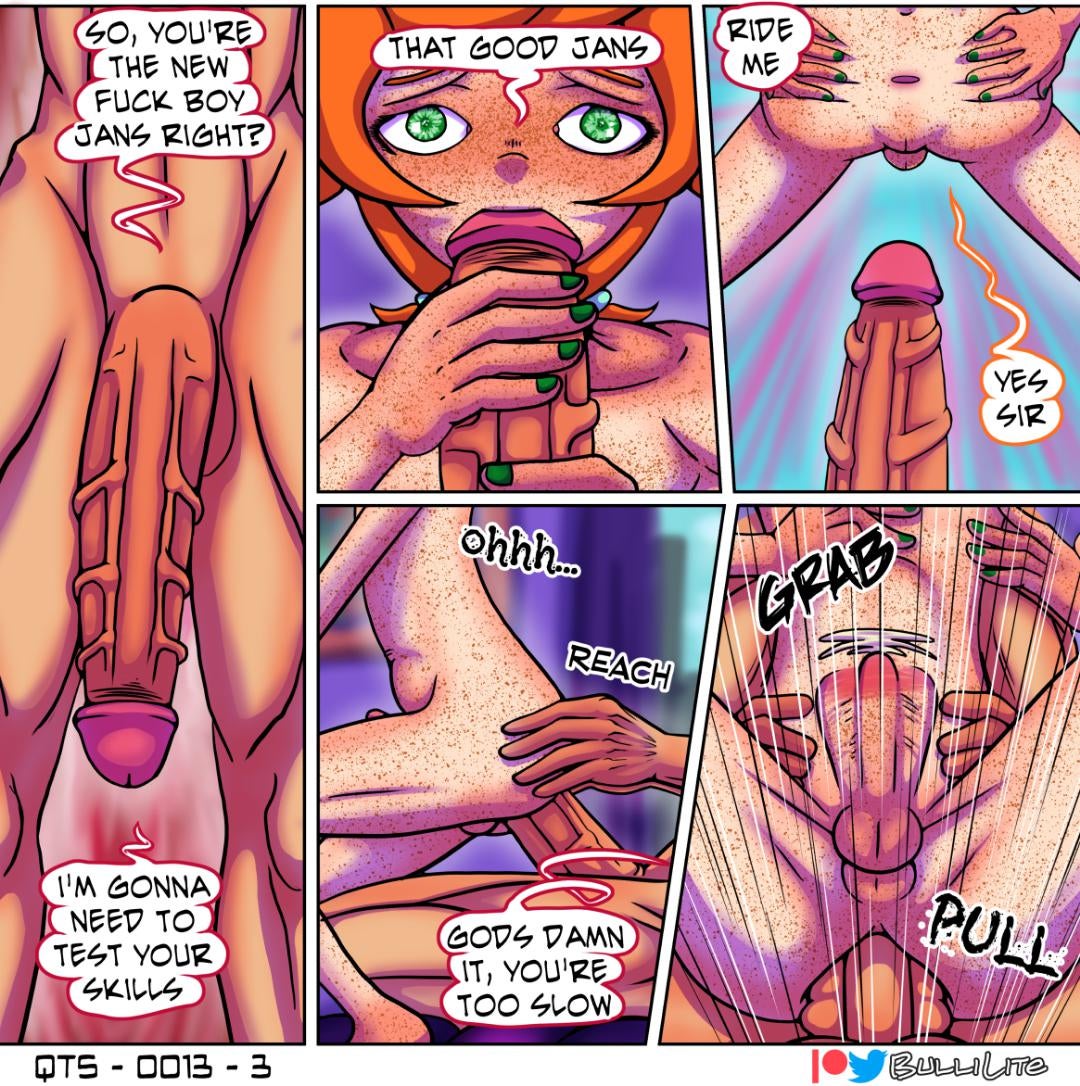 SO, YOU'RE
THE NEW
FUCK BOY
JANS RIGHT?
I'M GONNA
NEED TO
TEST YOUR
SKILLS
THAT GOOD JANS
RIDE
ME
YES
SIR
Ohhh...
REACH
GODS DAMN
IT, YOU'RE
TOO SLOW
GRAB
PULL
QTS - 0013 - 3
BULLILITE